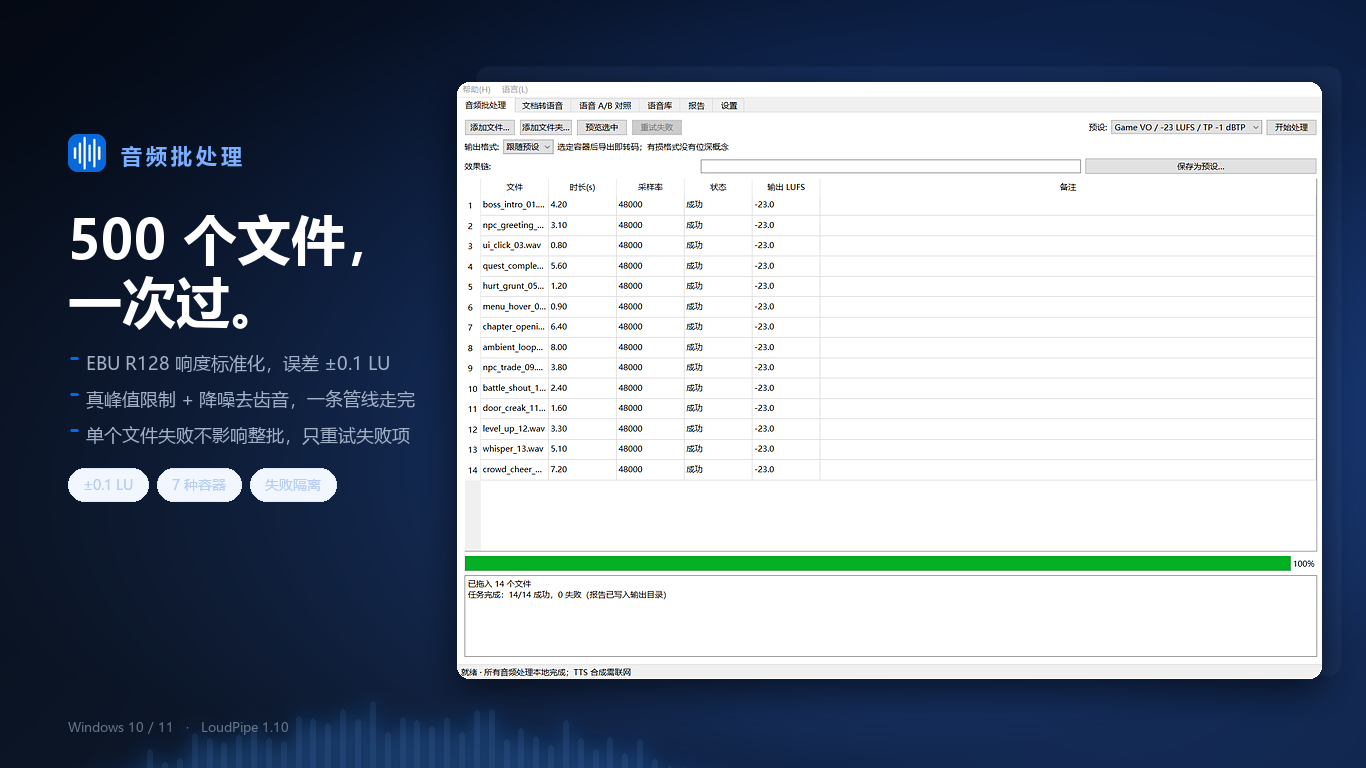 音频批处理
500 个文件，
一次过。
EBU R128 响度标准化，误差 ±0.1 LU
真峰值限制 + 降噪去齿音，一条管线走完
单个文件失败不影响整批，只重试失败项
±0.1 LU 7 种容器 失败隔离
Windows 10 / 11 · LoudPipe 1.10
帮助(H) 语言(L)
音频批处理 文档转语音 语音 A/B 对照 语音库 报告 设置
添加文件... 添加文件夹... 预览选中 重试失败 预设: Game VO / -23 LUFS / TP -1 dBTP 开始处理
输出格式: 跟随预设 选定容器后导出即转码；有损格式没有位深概念
效果链: 保存为预设...
文件 时长(s) 采样率 状态 输出 LUFS 备注
1 boss_intro_01.... 4.20 48000 成功 -23.0
2 npc_greeting_... 3.10 48000 成功 -23.0
3 ui_click_03.wav 0.80 48000 成功 -23.0
4 quest_comple... 5.60 48000 成功 -23.0
5 hurt_grunt_05... 1.20 48000 成功 -23.0
6 menu_hover_0... 0.90 48000 成功 -23.0
7 chapter_openi... 6.40 48000 成功 -23.0
8 ambient_loop... 8.00 48000 成功 -23.0
9 npc_trade_09.... 3.80 48000 成功 -23.0
10 battle_shout_1... 2.40 48000 成功 -23.0
11 door_creak_11... 1.60 48000 成功 -23.0
12 level_up_12.wav 3.30 48000 成功 -23.0
13 whisper_13.wav 5.10 48000 成功 -23.0
14 crowd_cheer_... 7.20 48000 成功 -23.0
100%
已拖入 14 个文件
任务完成：14/14 成功，0 失败（报告已写入输出目录）
就绪 · 所有音频处理本地完成；TTS 合成需联网